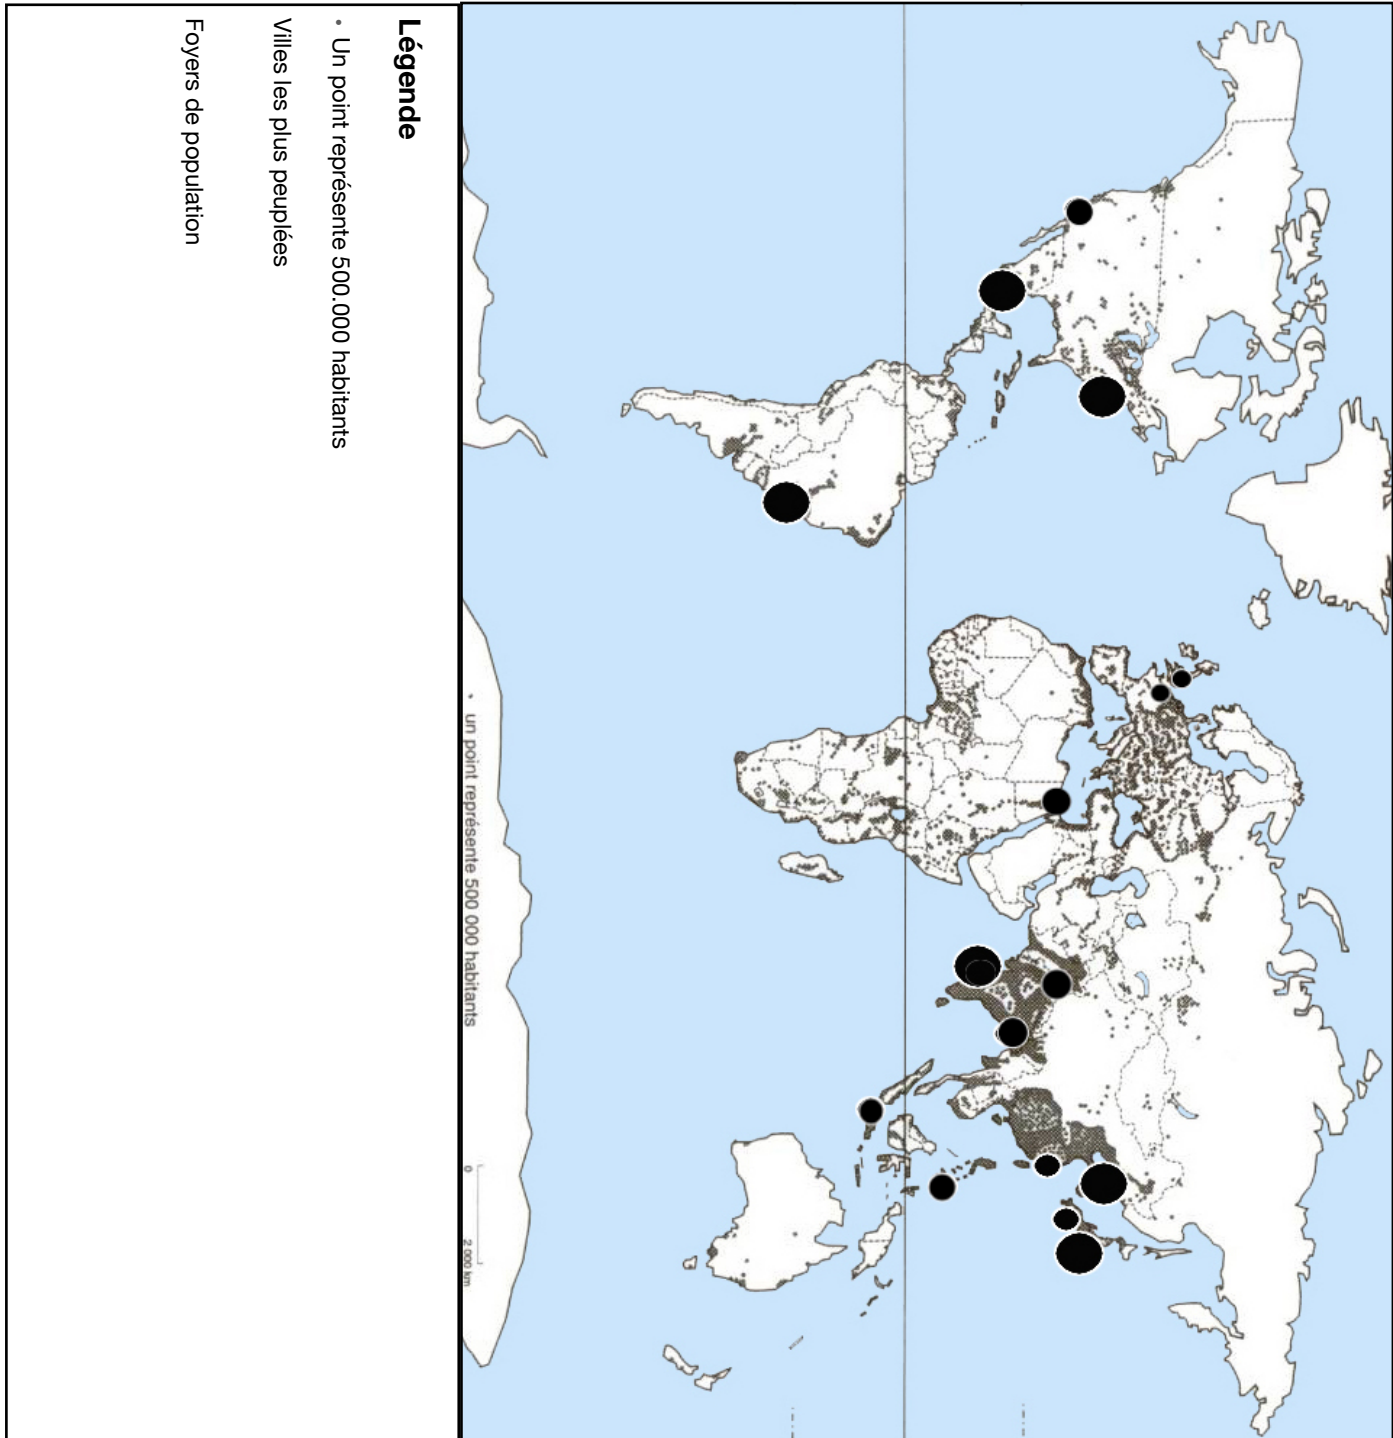 Légende
• Un point représente 500.000 habitants
Villes les plus peuplées
Foyers de population
• un point représente 500 000 habitants
0 2 000 km